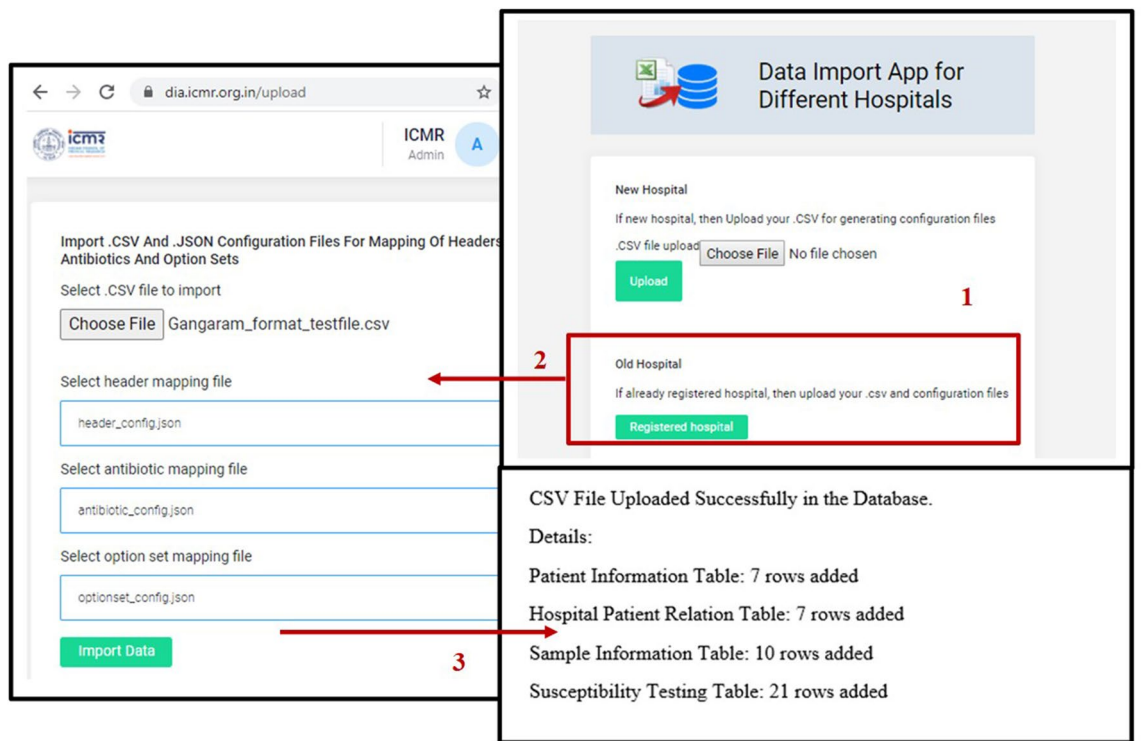 dia.icmr.org.in/upload
icmr
ICMR
Admin
A
Import .CSV And .JSON Configuration Files For Mapping Of Headers
Antibiotics And Option Sets
Select .CSV file to import
Choose File Gangaram_format_testfile.csv
Select header mapping file
header_config.json
Select antibiotic mapping file
antibiotic_config.json
Select option set mapping file
optionset_config.json
Import Data
3
Data Import App for
Different Hospitals
New Hospital
If new hospital, then Upload your .CSV for generating configuration files
.CSV file upload Choose File No file chosen
Upload
1
2
Old Hospital
If already registered hospital, then upload your .csv and configuration files
Registered hospital
CSV File Uploaded Successfully in the Database.
Details:
Patient Information Table: 7 rows added
Hospital Patient Relation Table: 7 rows added
Sample Information Table: 10 rows added
Susceptibility Testing Table: 21 rows added